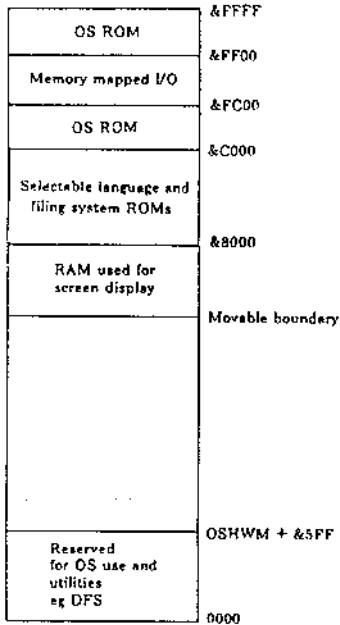 &FFFF
OS ROM
&FF00
Memory mapped I/O
&FC00
OS ROM
&C000
Selectable language and
filing system ROMs
&8000
RAM used for
screen display
Movable boundary
OSHWM + &5FF
Reserved
for OS use and
utilities
eg DFS
0000